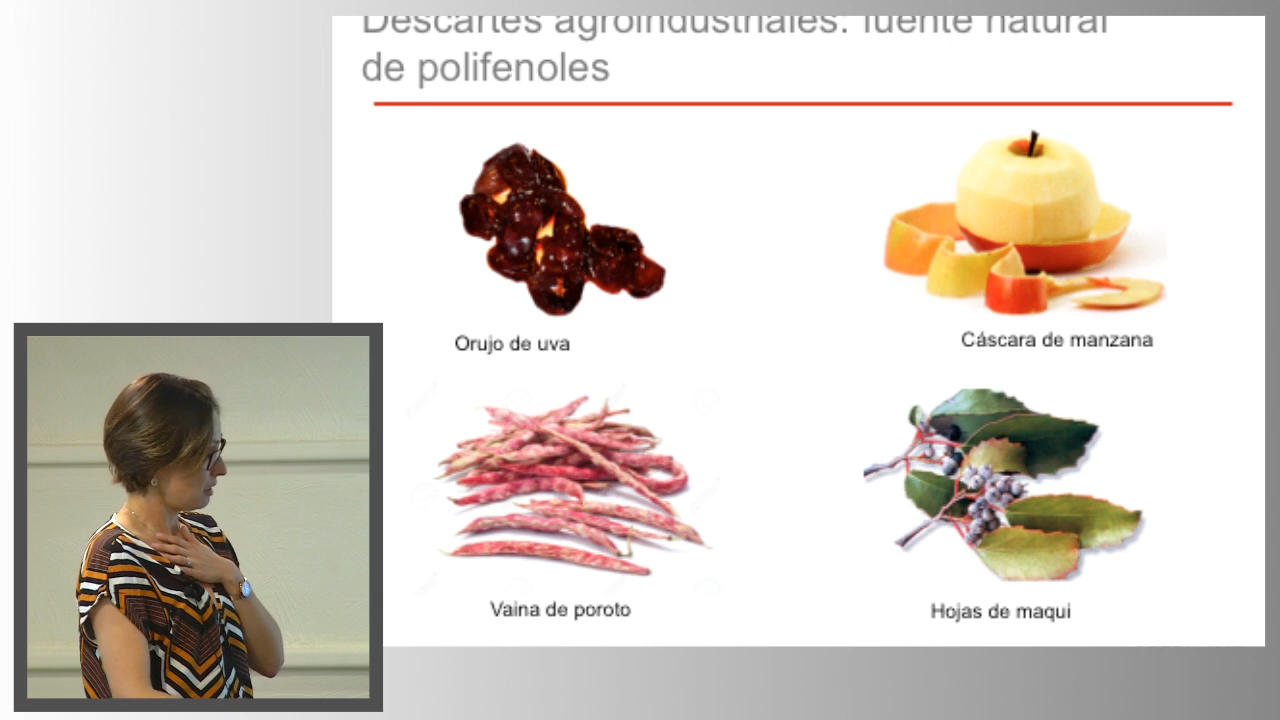 Descartes agroindustriales: fuente natural
de polifenoles
Orujo de uva
Cáscara de manzana
Vaina de poroto
Hojas de maqui